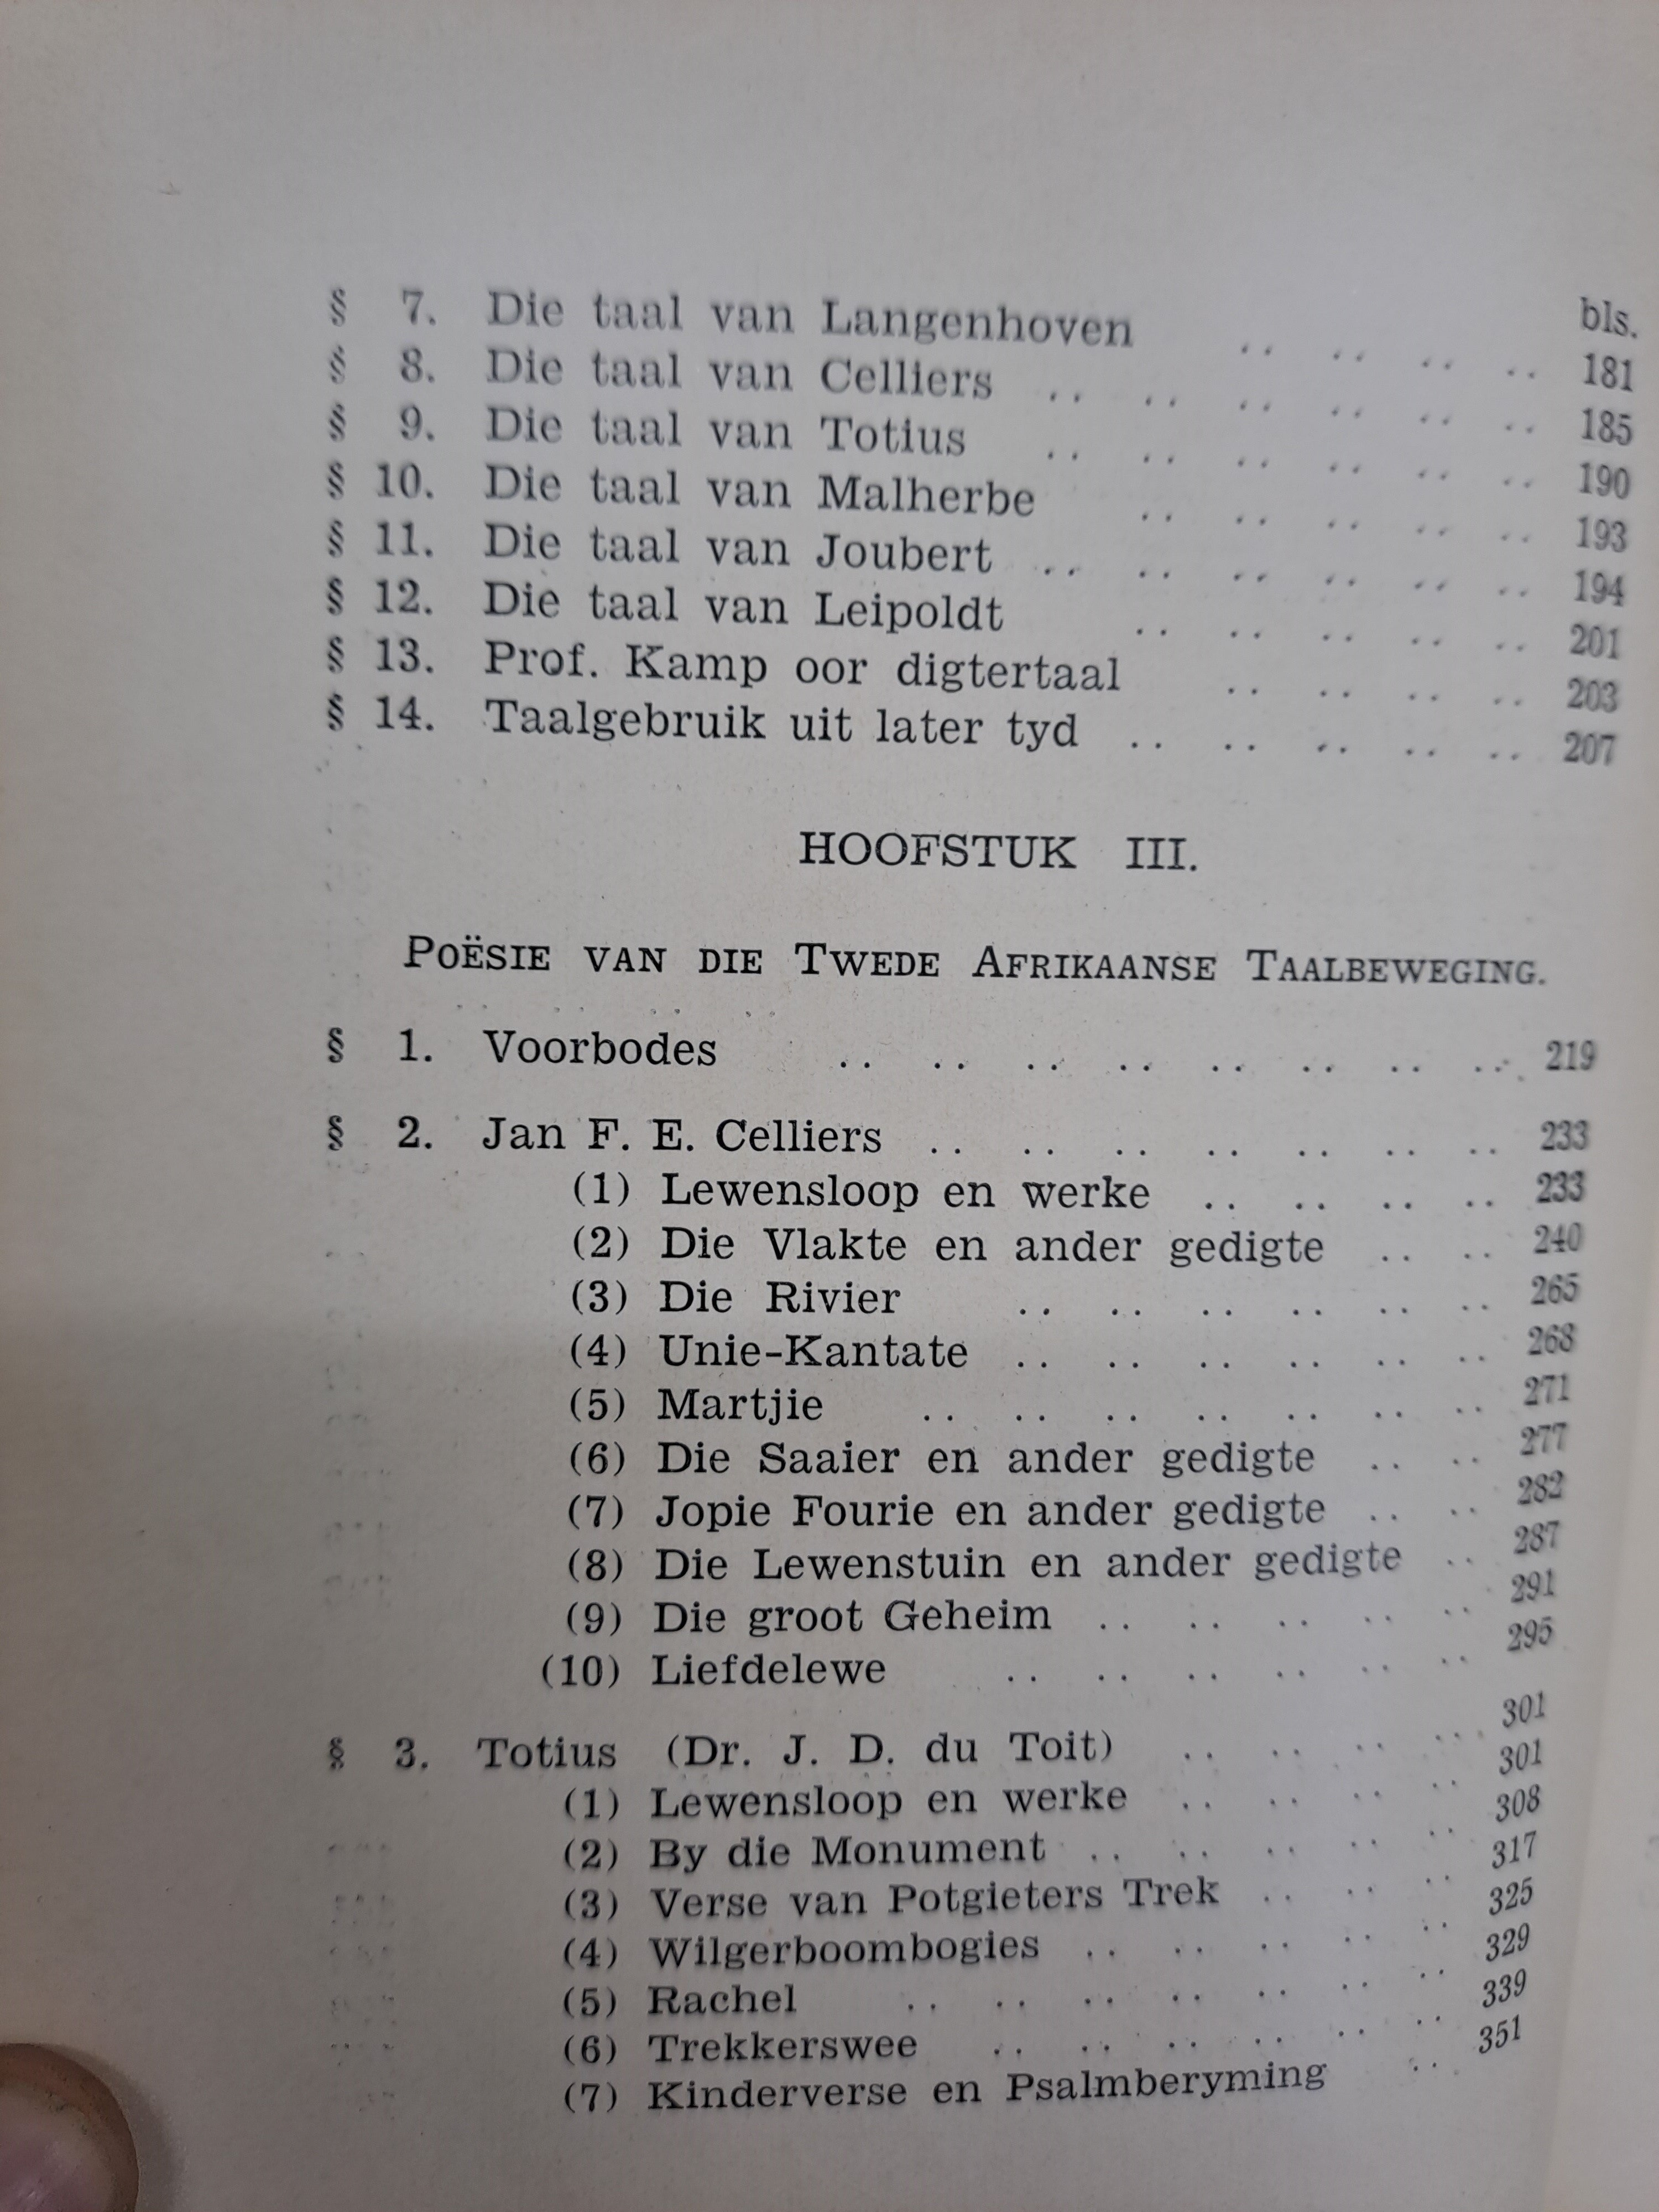 bls.
§ 7. Die taal van Langenhoven .. .. .. .. 181
§ 8. Die taal van Celliers .. .. .. .. .. .. 185
§ 9. Die taal van Totius .. .. .. .. .. .. 190
§ 10. Die taal van Malherbe .. .. .. .. .. 193
§ 11. Die taal van Joubert .. .. .. .. .. .. 194
§ 12. Die taal van Leipoldt .. .. .. .. .. 201
§ 13. Prof. Kamp oor digtertaal .. .. .. .. 203
§ 14. Taalgebruik uit later tyd .. .. .. .. .. 207
HOOFSTUK III.
POËSIE VAN DIE TWEDE AFRIKAANSE TAALBEWEGING.
§ 1. Voorbodes .. .. .. .. .. .. .. .. 219
§ 2. Jan F. E. Celliers .. .. .. .. .. .. .. 233
(1) Lewensloop en werke .. .. .. .. 233
(2) Die Vlakte en ander gedigte .. .. 240
(3) Die Rivier .. .. .. .. .. .. 265
(4) Unie-Kantate .. .. .. .. .. .. 268
(5) Martjie .. .. .. .. .. .. .. 271
(6) Die Saaier en ander gedigte .. .. 277
(7) Jopie Fourie en ander gedigte .. .. 282
(8) Die Lewenstuin en ander gedigte .. 287
(9) Die groot Geheim .. .. .. .. .. 291
(10) Liefdelewe .. .. .. .. .. .. 295
§ 3. Totius (Dr. J. D. du Toit) .. .. .. .. 301
(1) Lewensloop en werke .. .. .. .. 301
(2) By die Monument .. .. .. .. .. 308
(3) Verse van Potgieters Trek .. .. .. 317
(4) Wilgerboombogies .. .. .. .. .. 325
(5) Rachel .. .. .. .. .. .. .. 329
(6) Trekkerswee .. .. .. .. .. .. 339
(7) Kinderverse en Psalmberyming .. 351